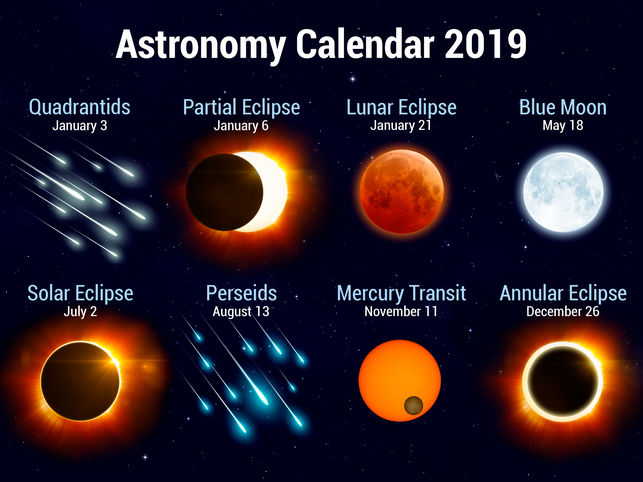 Astronomy Calendar 2019
Quadrantids
January 3
Partial Eclipse
January 6
Lunar Eclipse
January 21
Blue Moon
May 18
Solar Eclipse
July 2
Perseids
August 13
Mercury Transit
November 11
Annular Eclipse
December 26